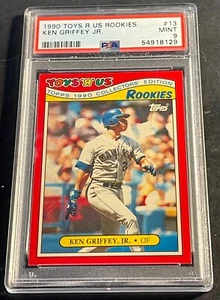 1990 TOYS R US ROOKIES #13
KEN GRIFFEY JR. MINT
9
PSA 54918129
TOYS "R" US
TOPPS 1990 COLLECTORS' EDITION
ROOKIES
Topps
KEN GRIFFEY, JR. • OF